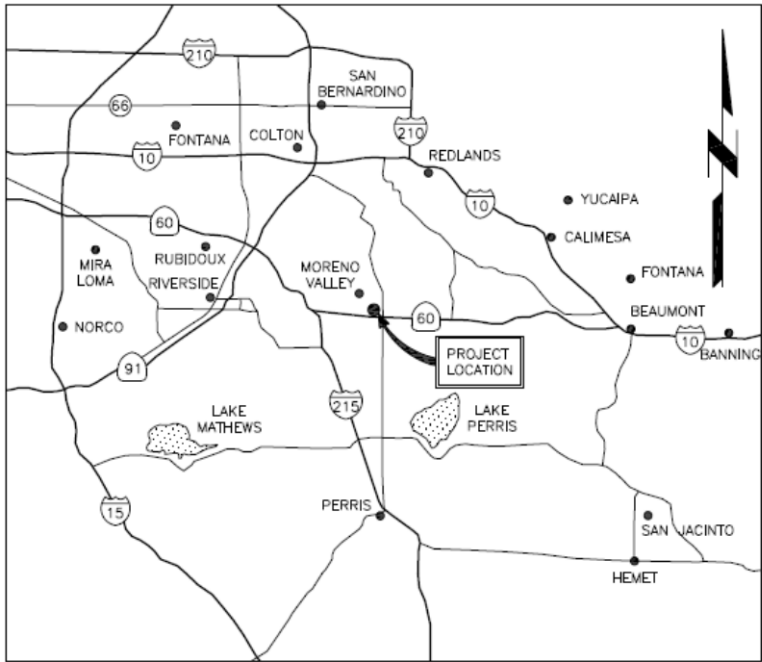 210
SAN
BERNARDINO
66
FONTANA
COLTON
210
10
REDLANDS
10
YUCAIPA
60
CALIMESA
MIRA
LOMA
RUBIDOUX
RIVERSIDE
MORENO
VALLEY
FONTANA
NORCO
60
BEAUMONT
10
BANNING
PROJECT
LOCATION
91
215
LAKE
MATHEWS
LAKE
PERRIS
15
PERRIS
SAN JACINTO
HEMET
N